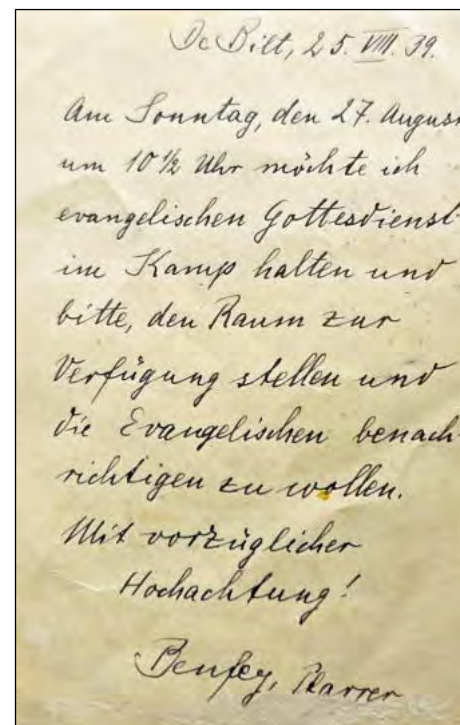 De Bilt, 25. VIII. 39.
Am Sonntag, den 27. August
um 10 ½ Uhr möchte ich
evangelischen Gottesdienst
im Kamp halten und
bitte, den Raum zur
Verfügung stellen und
die Evangelischen benach-
richtigen zu wollen.
Mit vorzüglicher
Hochachtung!
Benfey, Pfarrer